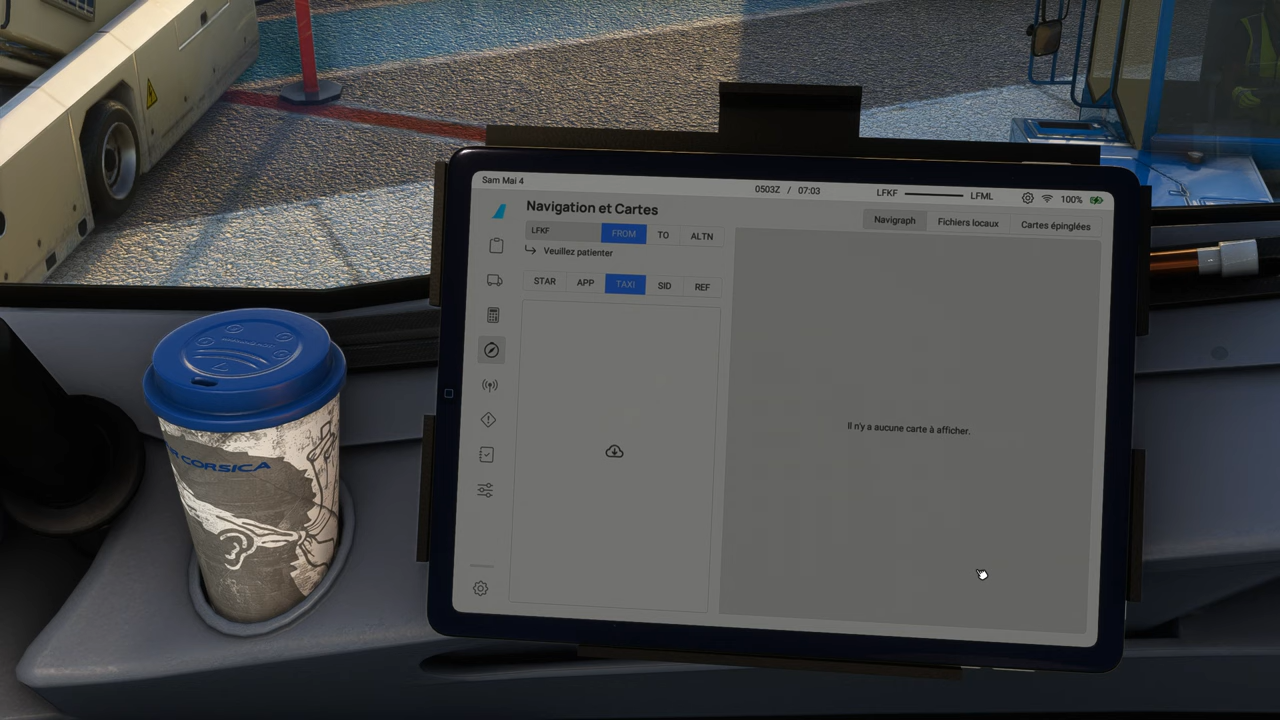 Sam Mai 4
0503Z / 07:03
LFKF
LFML
100%
Navigation et Cartes
Navigraph
Fichiers locaux
Cartes épinglées
LFKF
FROM
TO
ALTN
Veuillez patienter
STAR
APP
TAXI
SID
REF
Il n'y a aucune carte à afficher.
CORSICA